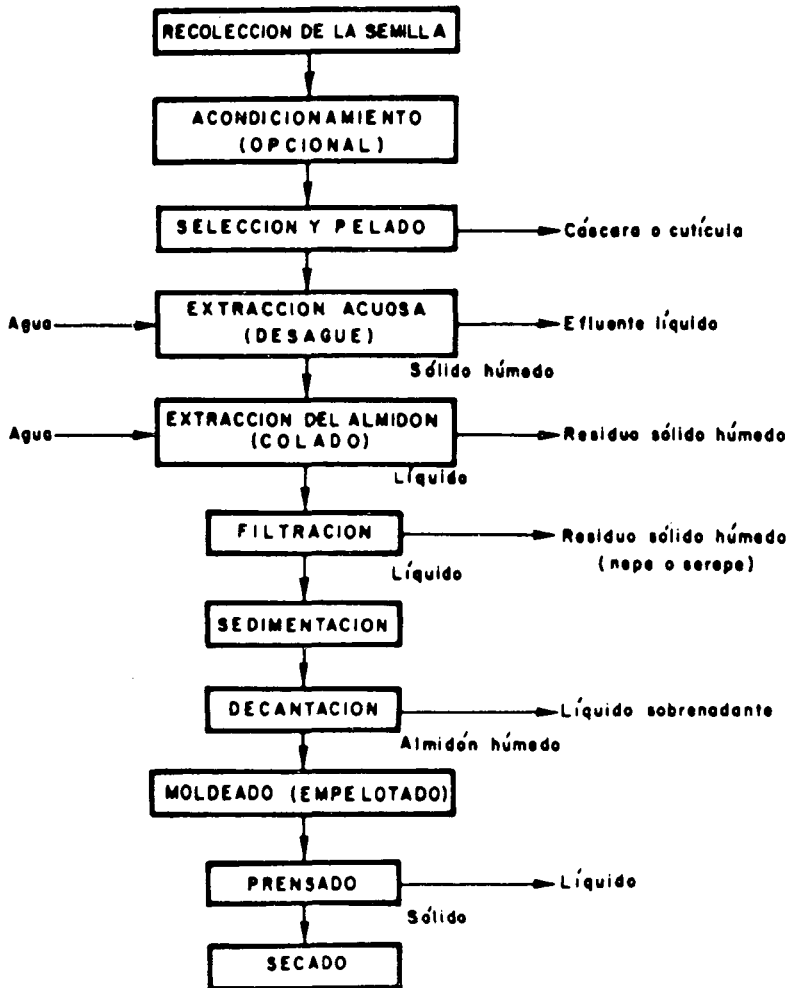 RECOLECCION DE LA SEMILLA
ACONDICIONAMIENTO
(OPCIONAL)
SELECCION Y PELADO
Cáscara o cutícula
Agua
EXTRACCION ACUOSA
(DESAGUE)
Efluente líquido
Sólido húmedo
Agua
EXTRACCION DEL ALMIDON
(COLADO)
Residuo sólido húmedo
Líquido
FILTRACION
Residuo sólido húmedo
(nepe o serepe)
Líquido
SEDIMENTACION
DECANTACION
Líquido sobrenadante
Almidón húmedo
MOLDEADO (EMPELOTADO)
PRENSADO
Líquido
Sólido
SECADO